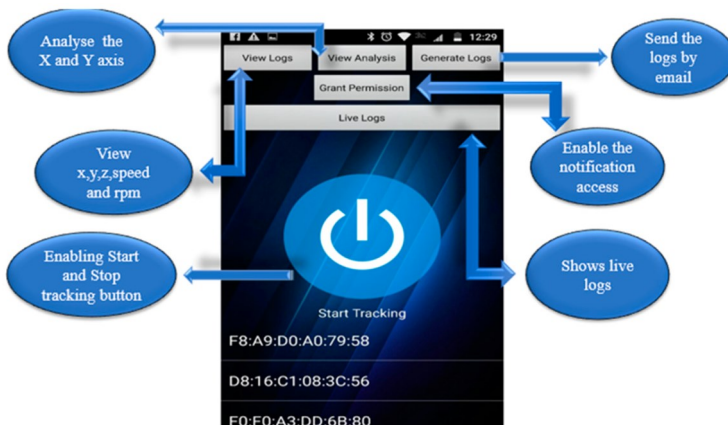 Analyse the
X and Y axis
12:29
View Logs
View Analysis
Generate Logs
Send the
logs by
email
Grant Permission
Live Logs
View
x,y,z,speed
and rpm
Enable the
notification
access
Enabling Start
and Stop
tracking button
Shows live
logs
Start Tracking
F8:A9:D0:A0:79:58
D8:16:C1:08:3C:56
F0:F0:A3:DD:6B:80